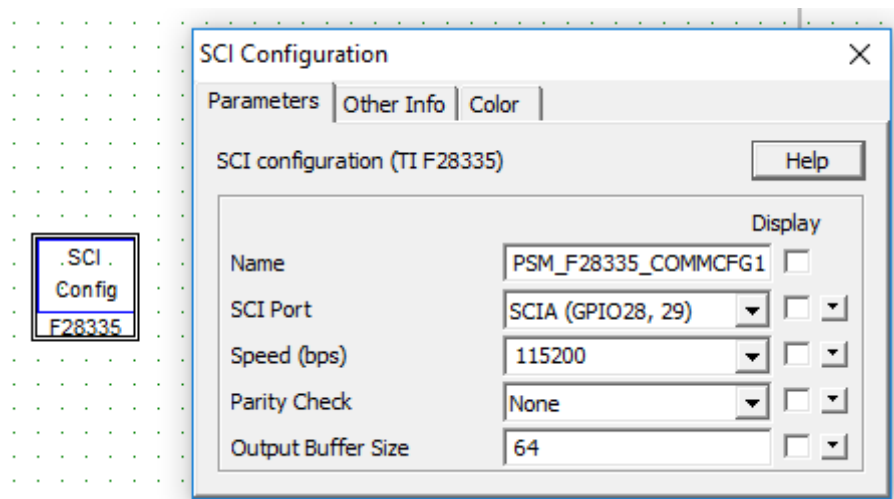 SCI Configuration
Parameters Other Info Color
SCI configuration (TI F28335) Help
Display
Name PSM_F28335_COMMCFG1
SCI Port SCIA (GPIO28, 29)
Speed (bps) 115200
Parity Check None
Output Buffer Size 64
SCI
Config
F28335